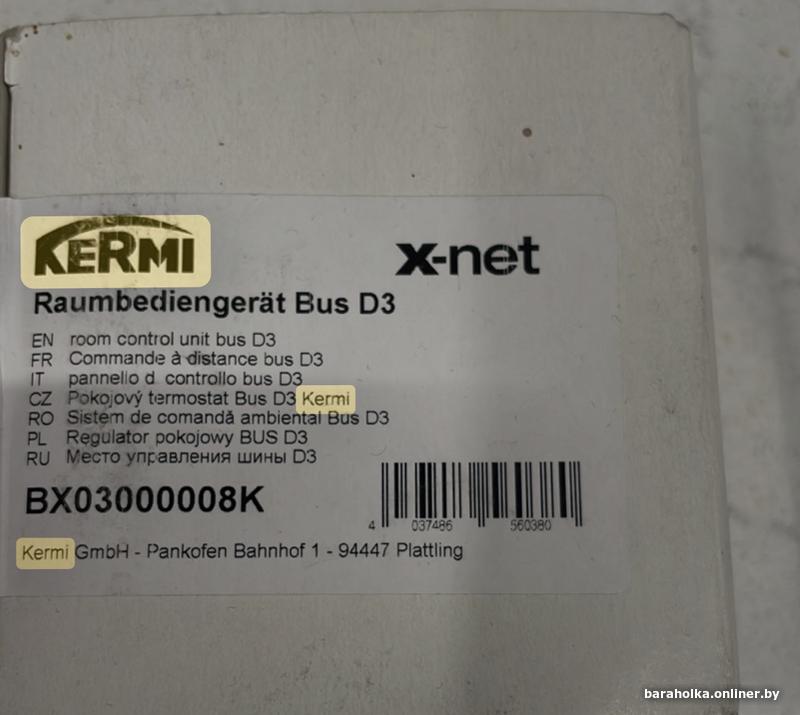 KERMI
x-net
Raumbediengerät Bus D3
EN room control unit bus D3
FR Commande à distance bus D3
IT pannello d controllo bus D3
CZ Pokojový termostat Bus D3 Kermi
RO Sistem de comandă ambiental Bus D3
PL Regulator pokojowy BUS D3
RU Место управления шины D3
BX03000008K
4 037486 560380
Kermi GmbH - Pankofen Bahnhof 1 - 94447 Plattling
baraholka.onliner.by